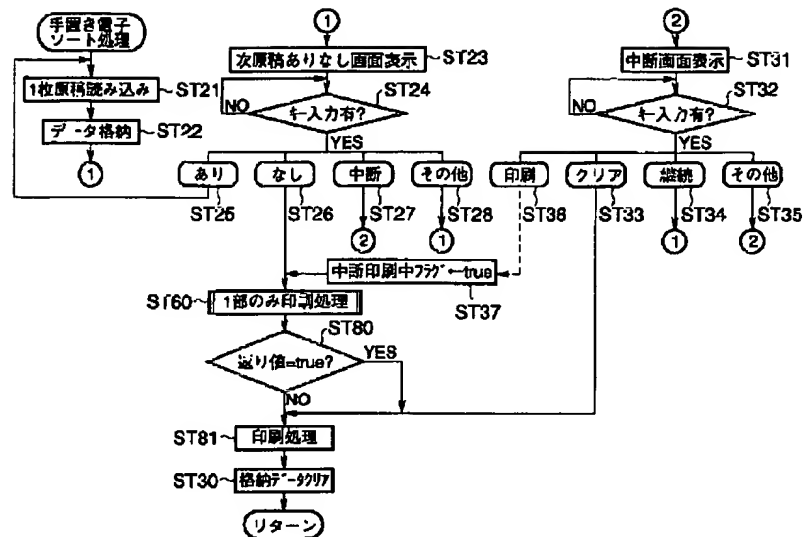 手置き電子
ソート処理
1枚原稿読み込み
ST21
データ格納
ST22
1
1
次原稿ありなし画面表示
ST23
ST24
NO
キー入力有?
YES
あり
なし
中断
その他
ST25
ST26
ST27
ST28
2
1
2
中断画面表示
ST31
ST32
NO
キー入力有?
YES
印刷
クリア
継続
その他
ST36
ST33
ST34
ST35
1
2
中断印刷中フラグ←true
ST37
ST60
1部のみ印刷処理
ST80
返り値=true?
YES
NO
ST81
印刷処理
ST30
格納データクリア
リターン